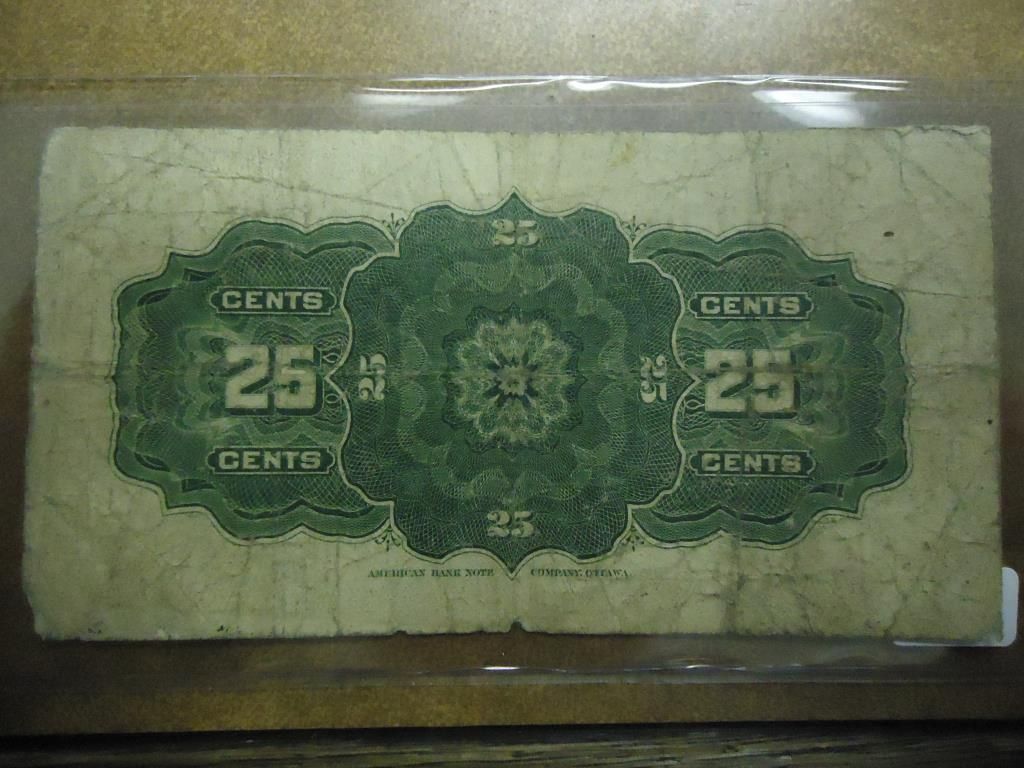 25
CENTS CENTS
25 25 25 25
CENTS CENTS
25
AMERICAN BANK NOTE COMPANY, OTTAWA.